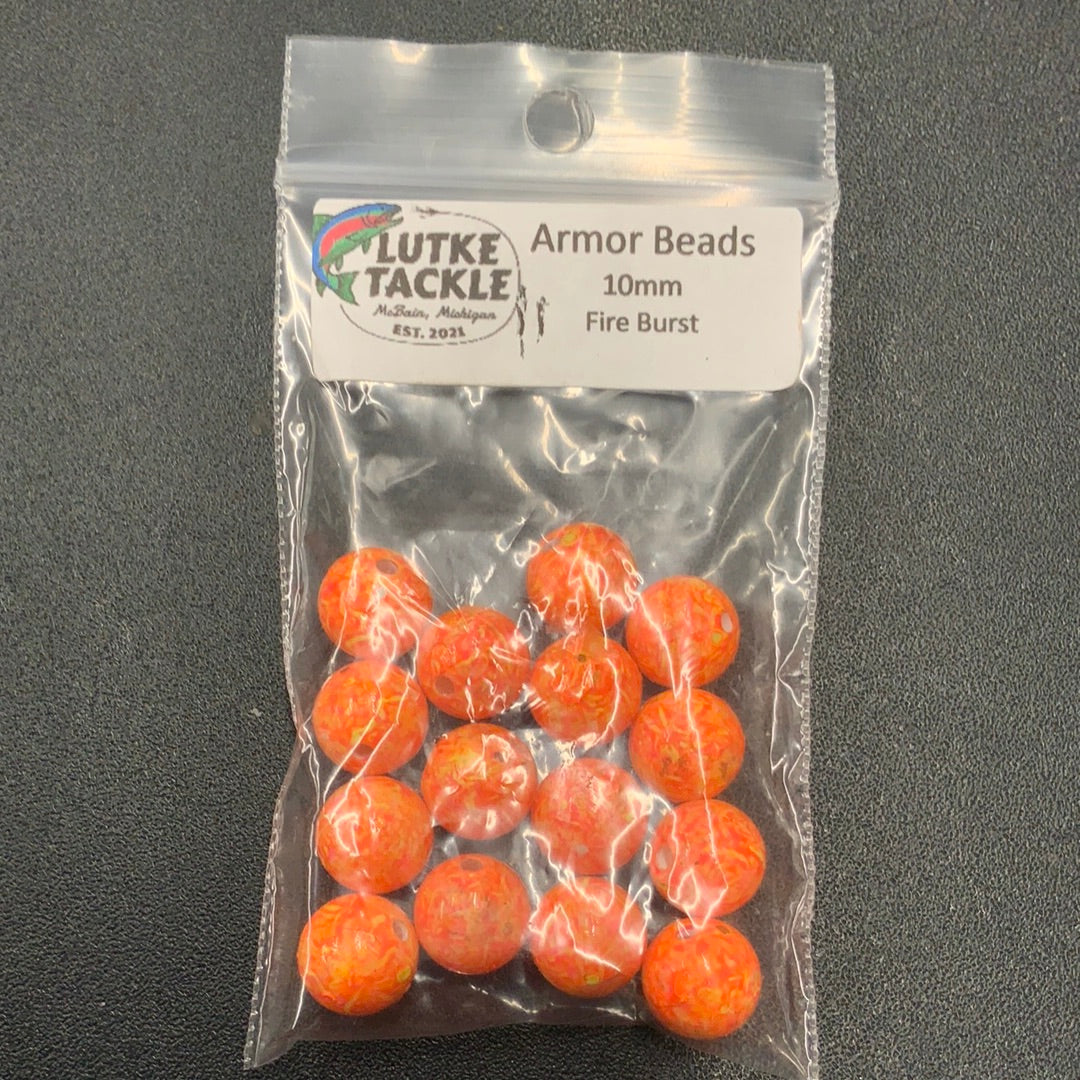 LUTKE
TACKLE
McBain, Michigan
EST. 2021
Armor Beads
10mm
Fire Burst